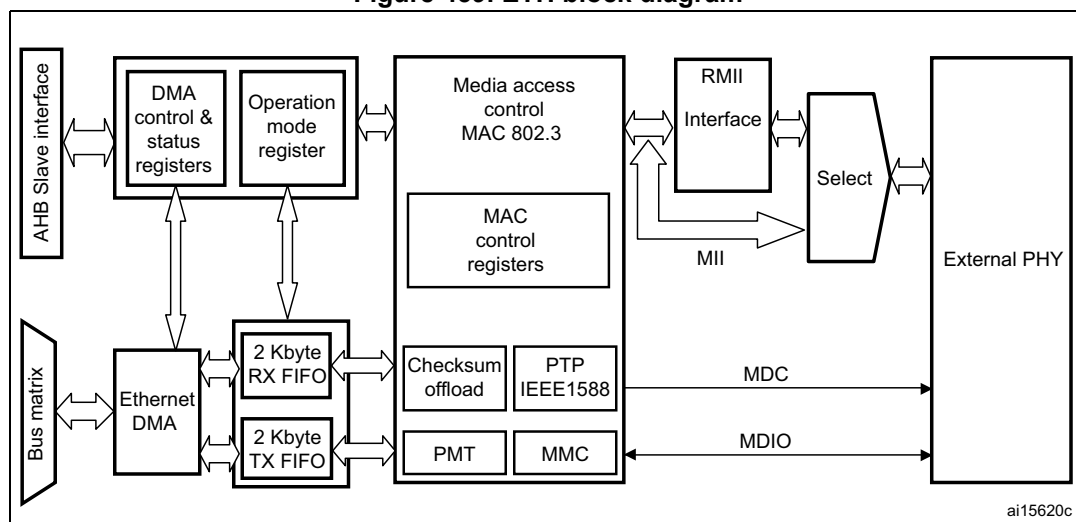 Figure ETH block diagram
AHB Slave interface
DMA
control &
status
registers
Operation
mode
register
Media access
control
MAC 802.3
RMII
Interface
Select
External PHY
MAC
control
registers
MII
Bus matrix
Ethernet
DMA
2 Kbyte
RX FIFO
2 Kbyte
TX FIFO
Checksum
offload
PTP
IEEE1588
PMT
MMC
MDC
MDIO
ai15620c